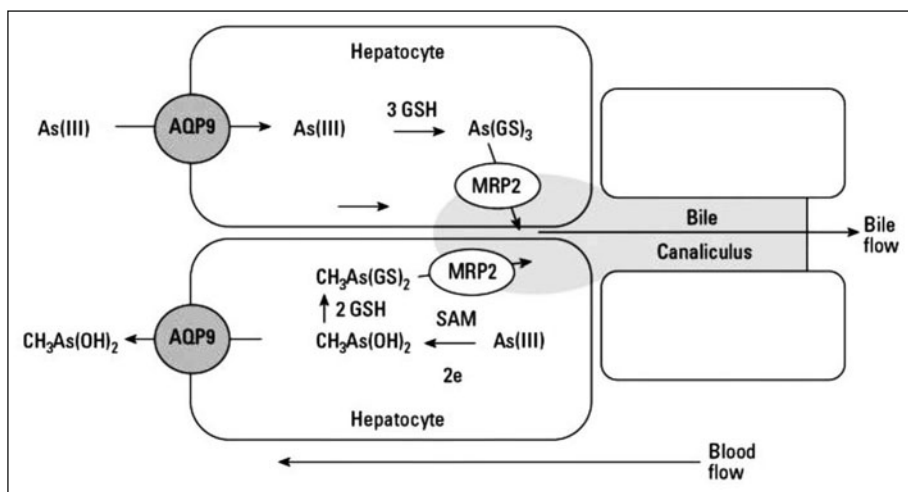 Hepatocyte
As(III)
AQP9
As(III)
3 GSH
As(GS)₃
MRP2
Bile
Canaliculus
Bile
flow
CH₃As(GS)₂
MRP2
2 GSH
SAM
CH₃As(OH)₂
AQP9
CH₃As(OH)₂
As(III)
2e
Hepatocyte
Blood
flow